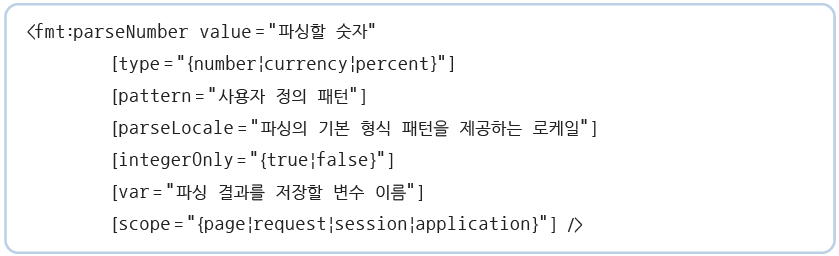 <fmt:parseNumber value="파싱할 숫자"
[type="{number¦currency¦percent}"]
[pattern="사용자 정의 패턴"]
[parseLocale="파싱의 기본 형식 패턴을 제공하는 로케일"]
[integerOnly="{true¦false}"]
[var="파싱 결과를 저장할 변수 이름"]
[scope="{page¦request¦session¦application}"] />